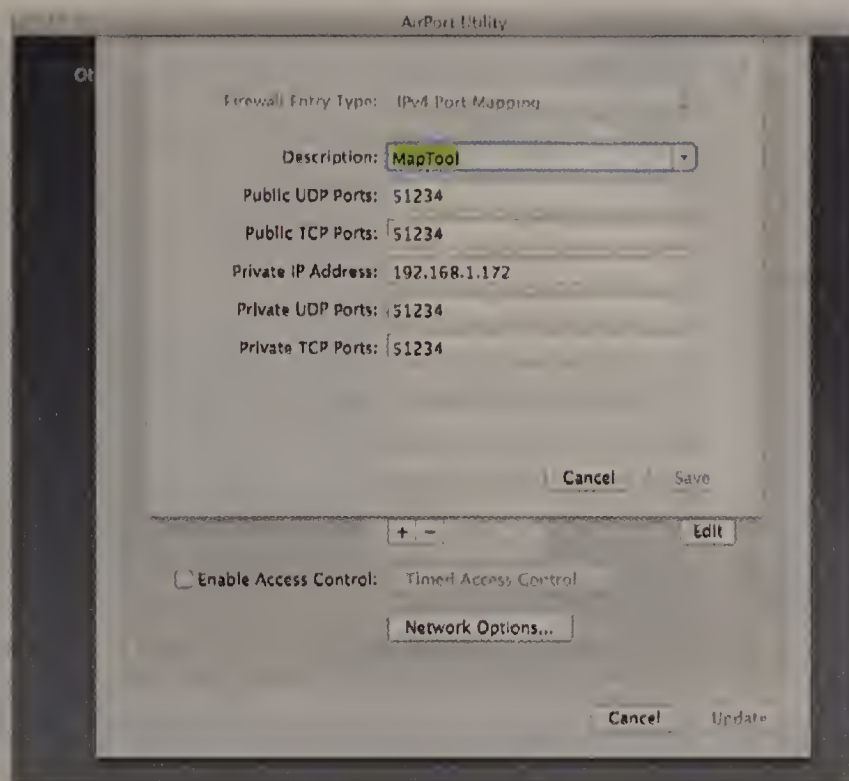 AirPort Utility
Ot
Firewall Entry Type: IPv4 Port Mapping
Description: MapTool
Public UDP Ports: 51234
Public TCP Ports: 51234
Private IP Address: 192.168.1.172
Private UDP Ports: 51234
Private TCP Ports: 51234
Cancel Save
+ - Edit
Enable Access Control: Timed Access Control
Network Options...
Cancel Update